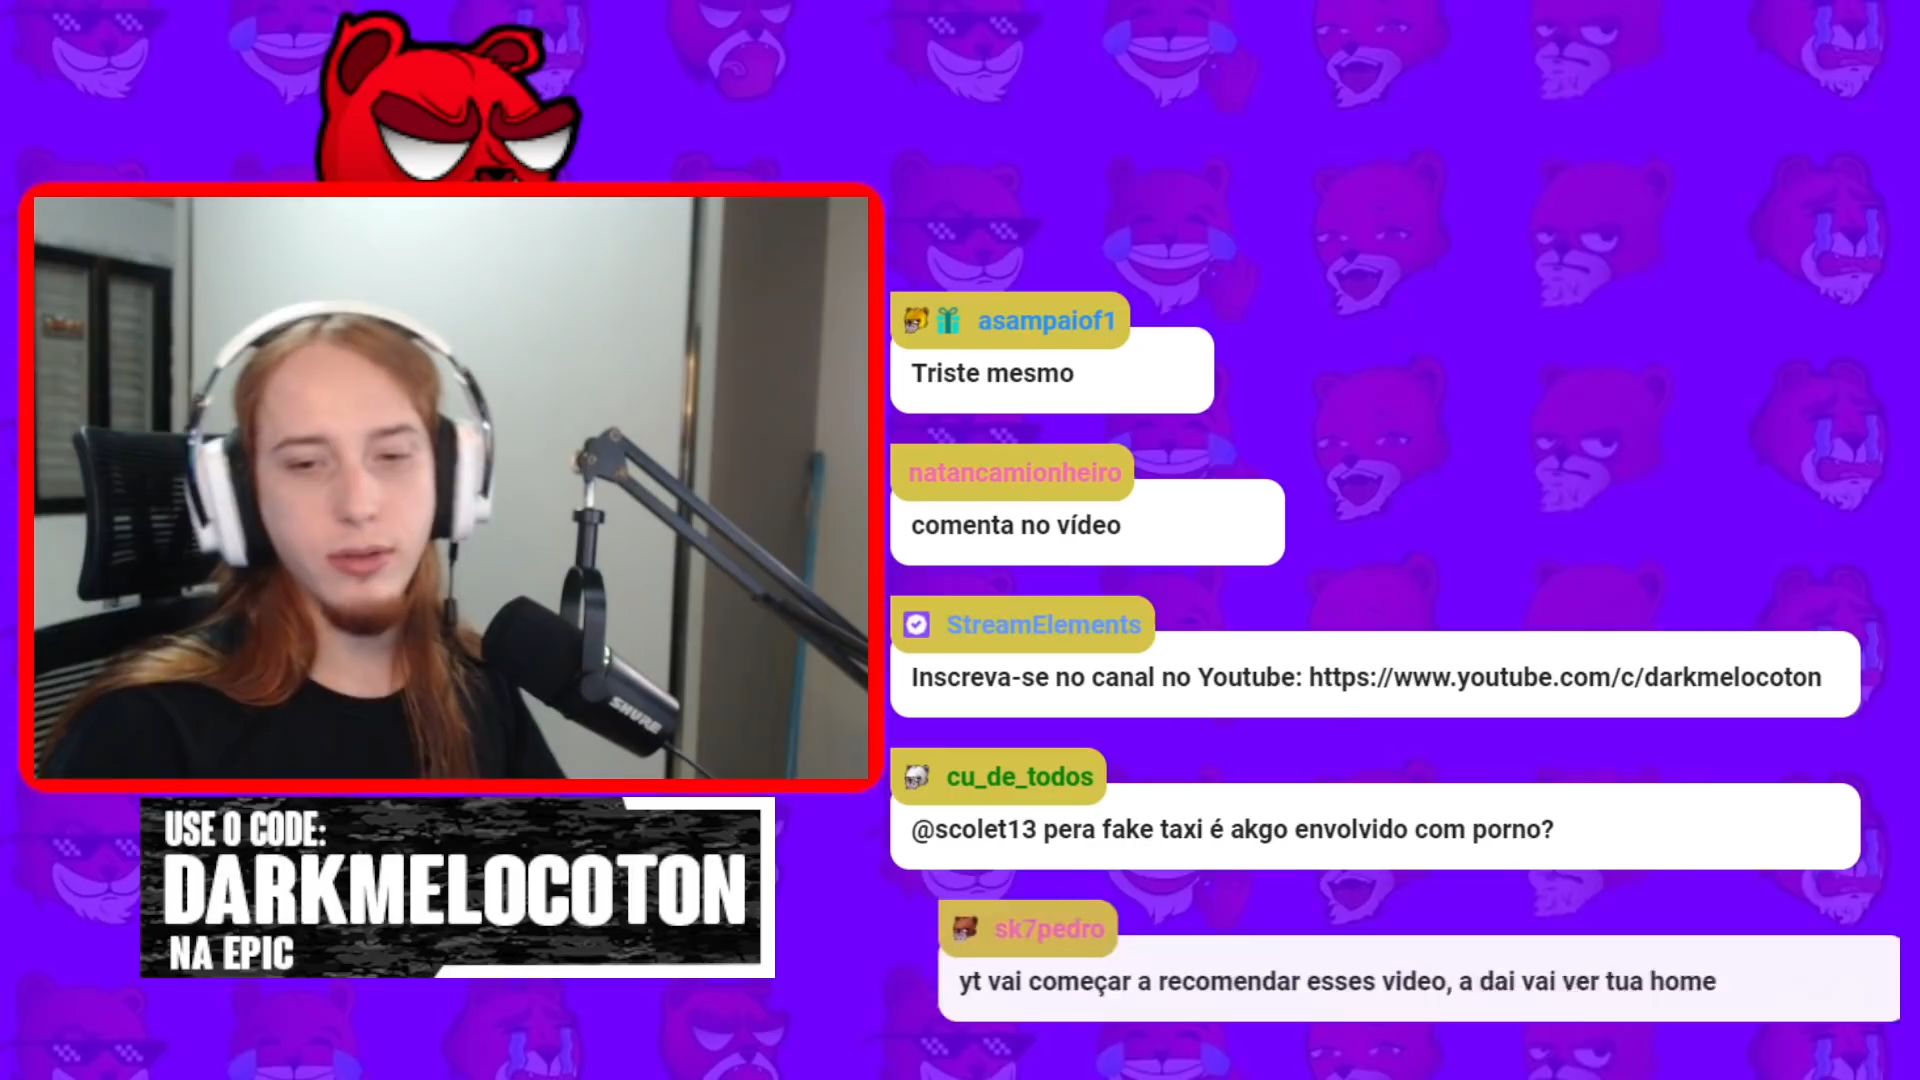 asampaiof1
Triste mesmo
natancamionheiro
comenta no vídeo
StreamElements
Inscreva-se no canal no Youtube: https://www.youtube.com/c/darkmelocoton
cu_de_todos
@scolet13 pera fake taxi é akgo envolvido com porno?
sk7pedro
yt vai começar a recomendar esses video, a dai vai ver tua home
SHURE
USE O CODE:
DARKMELOCOTON
NA EPIC